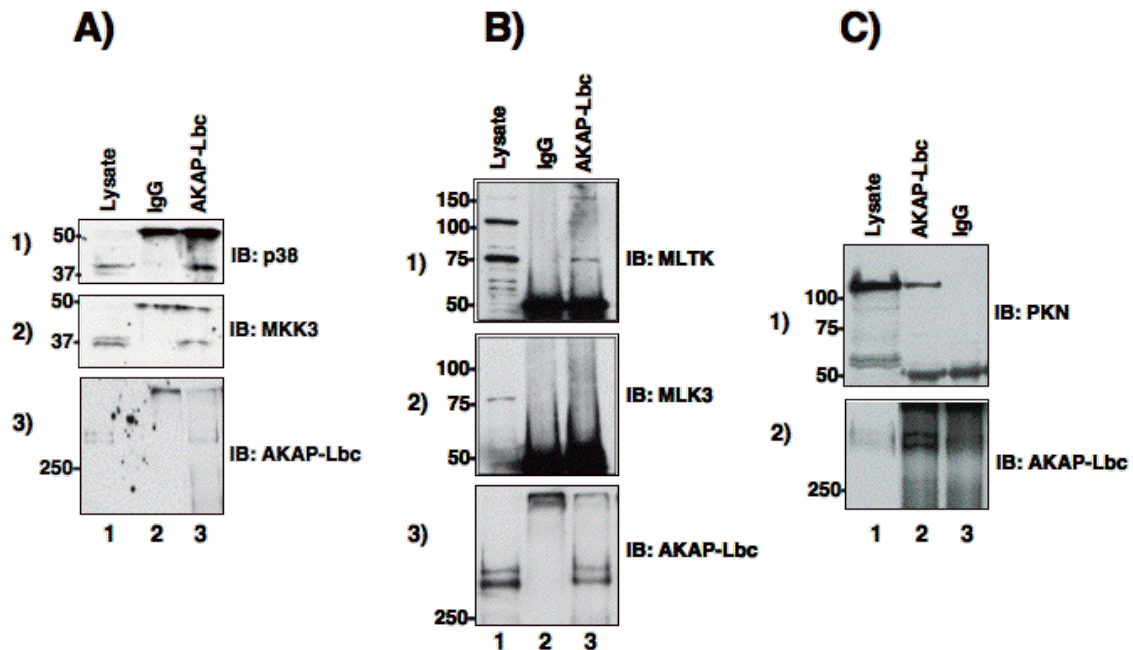 A)
Lysate
IgG
AKAP-Lbc
1)
50
37
IB: p38
2)
50
37
IB: MKK3
3)
250
IB: AKAP-Lbc
1 2 3
B)
Lysate
IgG
AKAP-Lbc
1)
150
100
75
50
IB: MLTK
2)
100
75
50
IB: MLK3
3)
250
IB: AKAP-Lbc
1 2 3
C)
Lysate
AKAP-Lbc
IgG
1)
100
75
50
IB: PKN
2)
250
IB: AKAP-Lbc
1 2 3